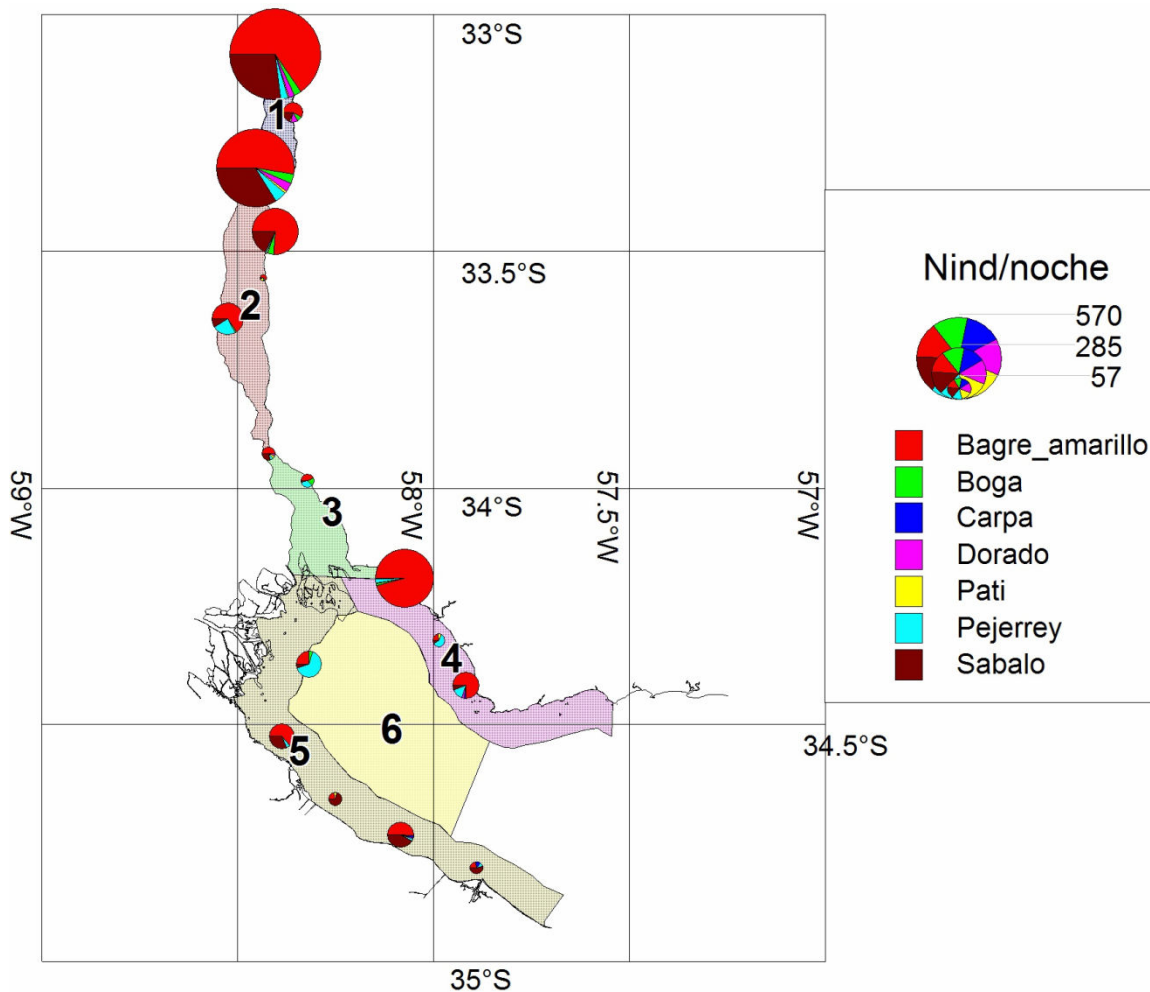 33°S
1
33.5°S
2
59°W
58°W
34°S
57.5°W
57°W
3
4
6
5
34.5°S
35°S
Nind/noche
570
285
57
Bagre_amarillo
Boga
Carpa
Dorado
Pati
Pejerrey
Sabalo